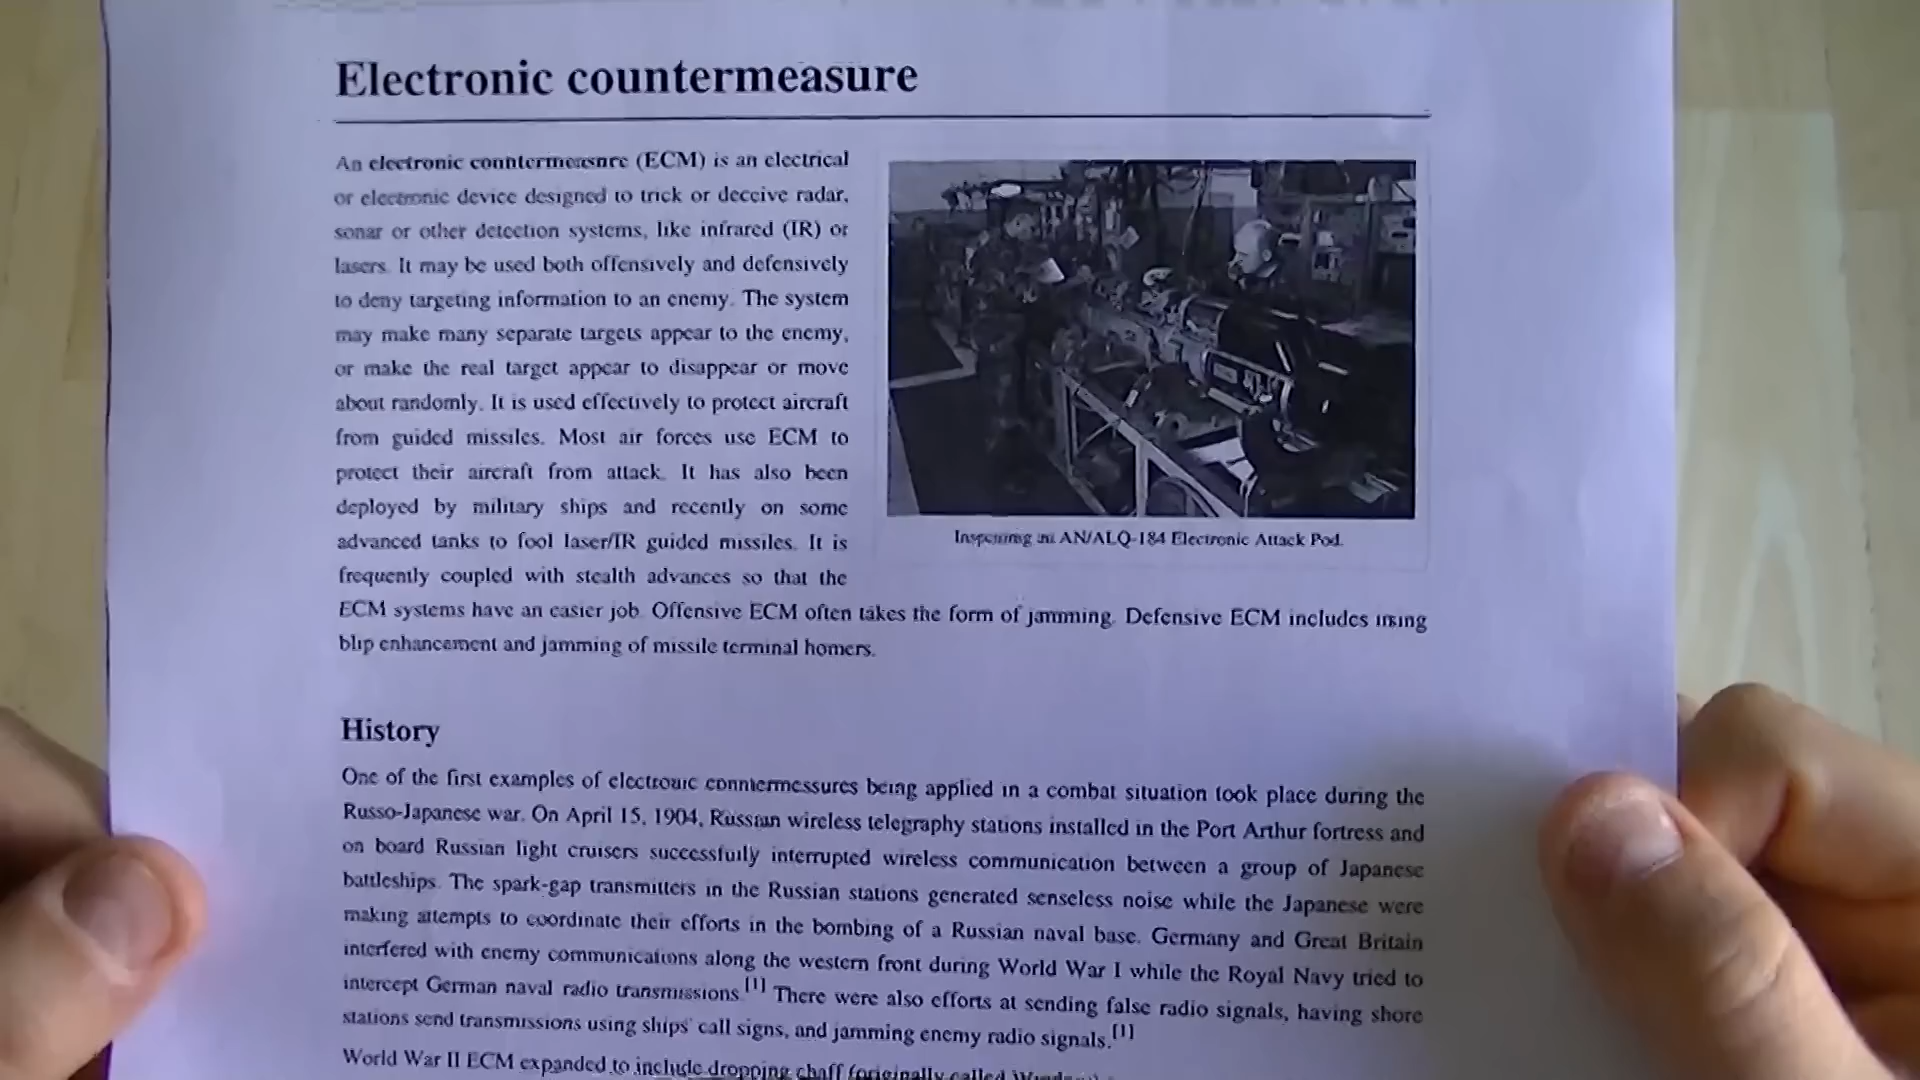 Electronic countermeasure
An electronic countermeasure (ECM) is an electrical
or electronic device designed to trick or deceive radar,
sonar or other detection systems, like infrared (IR) or
lasers. It may be used both offensively and defensively
to deny targeting information to an enemy. The system
may make many separate targets appear to the enemy,
or make the real target appear to disappear or move
about randomly. It is used effectively to protect aircraft
from guided missiles. Most air forces use ECM to
protect their aircraft from attack. It has also been
deployed by military ships and recently on some
advanced tanks to fool laser/IR guided missiles. It is
frequently coupled with stealth advances so that the
ECM systems have an easier job. Offensive ECM often takes the form of jamming. Defensive ECM includes using
blip enhancement and jamming of missile terminal homers.
Inspecting an AN/ALQ-184 Electronic Attack Pod.
History
One of the first examples of electronic countermeasures being applied in a combat situation took place during the
Russo-Japanese war. On April 15, 1904, Russian wireless telegraphy stations installed in the Port Arthur fortress and
on board Russian light cruisers successfully interrupted wireless communication between a group of Japanese
battleships. The spark-gap transmitters in the Russian stations generated senseless noise while the Japanese were
making attempts to coordinate their efforts in the bombing of a Russian naval base. Germany and Great Britain
interfered with enemy communications along the western front during World War I while the Royal Navy tried to
intercept German naval radio transmissions.[1] There were also efforts at sending false radio signals, having shore
stations send transmissions using ships' call signs, and jamming enemy radio signals.[1]
World War II ECM expanded to include dropping chaff (originally called